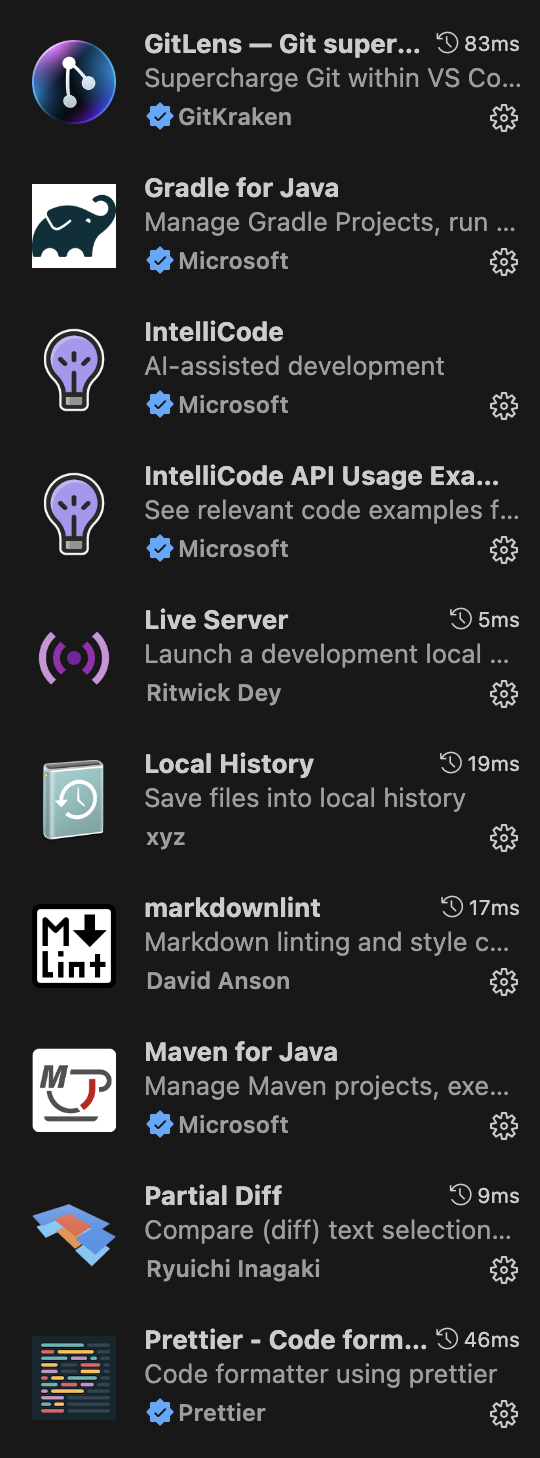 GitLens — Git super... 83ms
Supercharge Git within VS Co...
GitKraken
Gradle for Java
Manage Gradle Projects, run ...
Microsoft
IntelliCode
AI-assisted development
Microsoft
IntelliCode API Usage Exa...
See relevant code examples f...
Microsoft
Live Server 5ms
Launch a development local ...
Ritwick Dey
Local History 19ms
Save files into local history
xyz
markdownlint 17ms
Markdown linting and style c...
David Anson
M
Lint
Maven for Java
Manage Maven projects, exe...
Microsoft
M
Partial Diff 9ms
Compare (diff) text selection...
Ryuichi Inagaki
Prettier - Code form... 46ms
Code formatter using prettier
Prettier